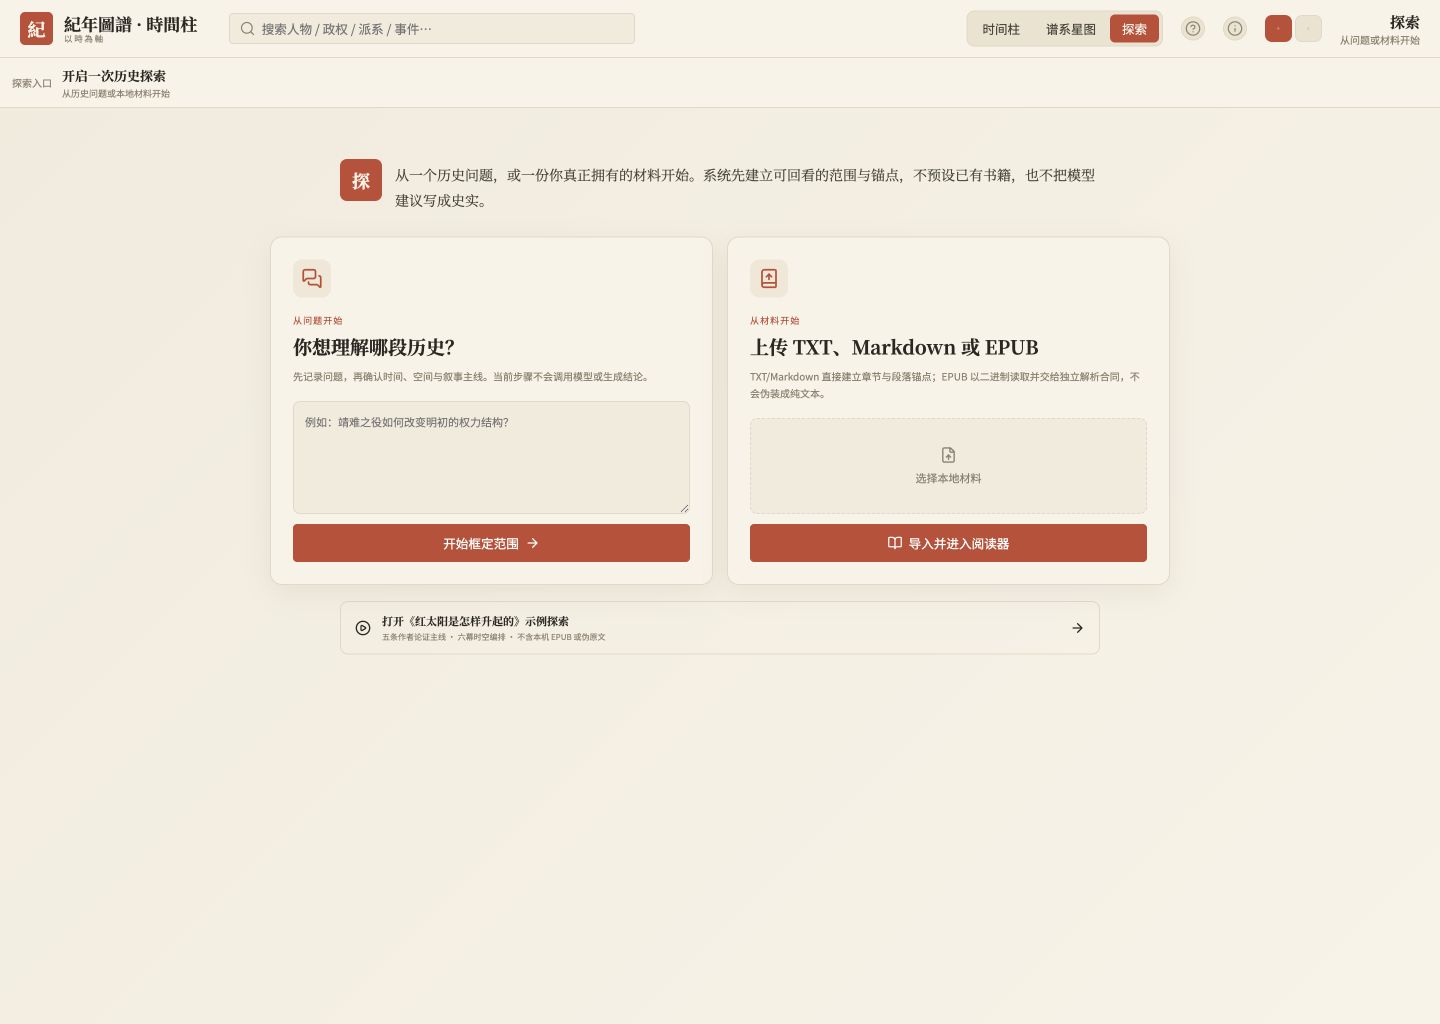 紀
紀年圖譜 · 時間柱
以時為軸
搜索人物 / 政权 / 派系 / 事件…
时间柱
谱系星图
探索
探索
从问题或材料开始
探索入口
开启一次历史探索
从历史问题或本地材料开始
探
从一个历史问题，或一份你真正拥有的材料开始。系统先建立可回看的范围与锚点，不预设已有书籍，也不把模型
建议写成史实。
从问题开始
你想理解哪段历史？
先记录问题，再确认时间、空间与叙事主线。当前步骤不会调用模型或生成结论。
例如：靖难之役如何改变明初的权力结构？
开始框定范围
从材料开始
上传 TXT、Markdown 或 EPUB
TXT/Markdown 直接建立章节与段落锚点；EPUB 以二进制读取并交给独立解析合同，不
会伪装成纯文本。
选择本地材料
导入并进入阅读器
打开《红太阳是怎样升起的》示例探索
五条作者论证主线 · 六幕时空编排 · 不含本机 EPUB 或伪原文